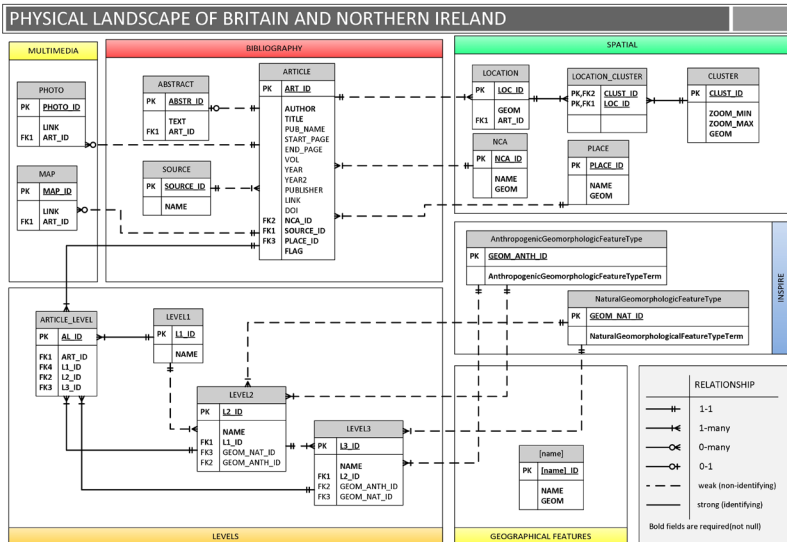 PHYSICAL LANDSCAPE OF BRITAIN AND NORTHERN IRELAND
MULTIMEDIA
PHOTO
PK PHOTO_ID
LINK
FK1 ART_ID
MAP
PK MAP_ID
LINK
FK1 ART_ID
BIBLIOGRAPHY
ABSTRACT
PK ABSTR_ID
TEXT
FK1 ART_ID
SOURCE
PK SOURCE_ID
NAME
ARTICLE
PK ART_ID
AUTHOR
TITLE
PUB_NAME
START_PAGE
END_PAGE
VOL
YEAR
YEAR2
PUBLISHER
LINK
DOI
FK2 NCA_ID
FK1 SOURCE_ID
FK3 PLACE_ID
FLAG
SPATIAL
LOCATION
PK LOC_ID
GEOM
FK1 ART_ID
LOCATION_CLUSTER
PK,FK2 CLUST_ID
PK,FK1 LOC_ID
CLUSTER
PK CLUST_ID
ZOOM_MIN
ZOOM_MAX
GEOM
NCA
PK NCA_ID
NAME
GEOM
PLACE
PK PLACE_ID
NAME
GEOM
AnthropogenicGeomorphologicFeatureType
PK GEOM_ANTH_ID
AnthropogenicGeomorphologicFeatureTypeTerm
NaturalGeomorphologicFeatureType
PK GEOM_NAT_ID
NaturalGeomorphologicalFeatureTypeTerm
INSPIRE
ARTICLE_LEVEL
PK AL_ID
FK1 ART_ID
FK4 L1_ID
FK2 L2_ID
FK3 L3_ID
LEVEL1
PK L1_ID
NAME
LEVEL2
PK L2_ID
NAME
FK1 L1_ID
FK3 GEOM_NAT_ID
FK2 GEOM_ANTH_ID
LEVEL3
PK L3_ID
NAME
FK1 L2_ID
FK2 GEOM_ANTH_ID
FK3 GEOM_NAT_ID
LEVELS
[name]
PK [name]_ID
NAME
GEOM
GEOGRAPHICAL FEATURES
RELATIONSHIP
1-1
1-many
0-many
0-1
weak (non-identifying)
strong (identifying)
Bold fields are required(not null)